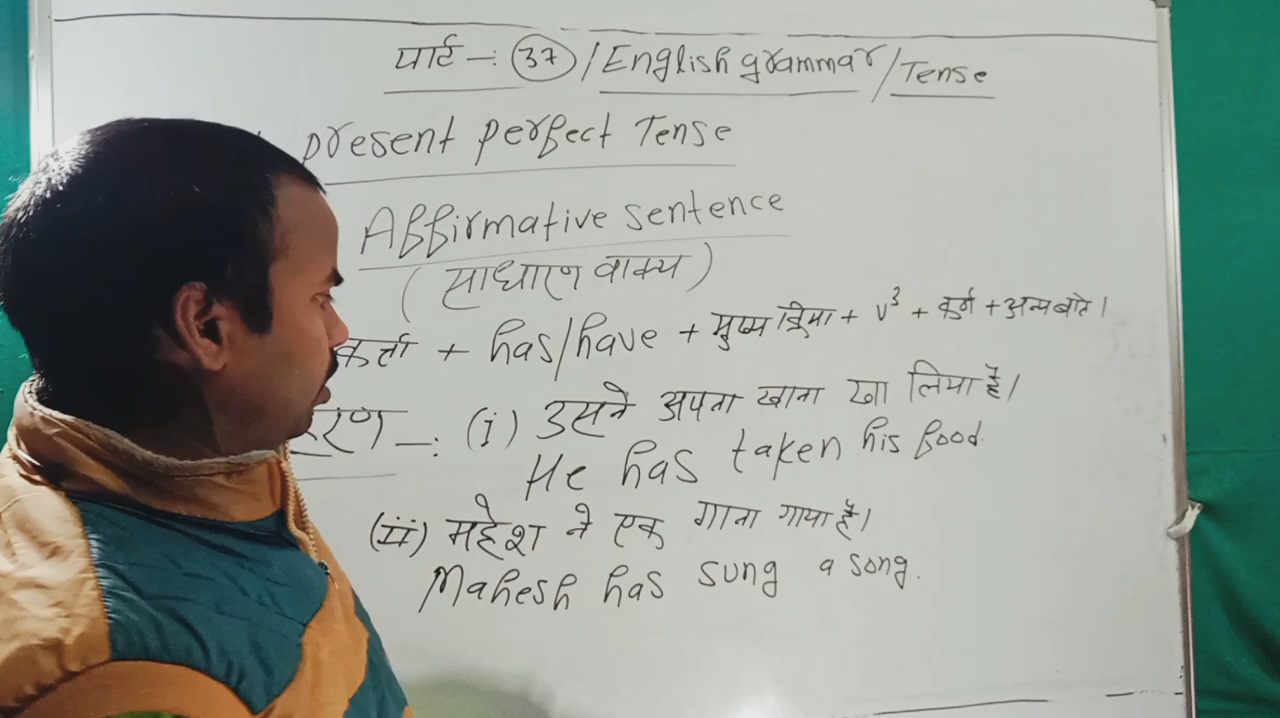 पार्ट -: 37 / English grammar / Tense
present perfect Tense
Affirmative sentence
(साधारण वाक्य)
कर्ता + has/have + मुख्य क्रिया + V³ + कर्म + अन्य बाते।
रण -: (i) उसने अपना खाना खा लिया है।
He has taken his food.
(ii) महेश ने एक गाना गाया है।
Mahesh has sung a song.